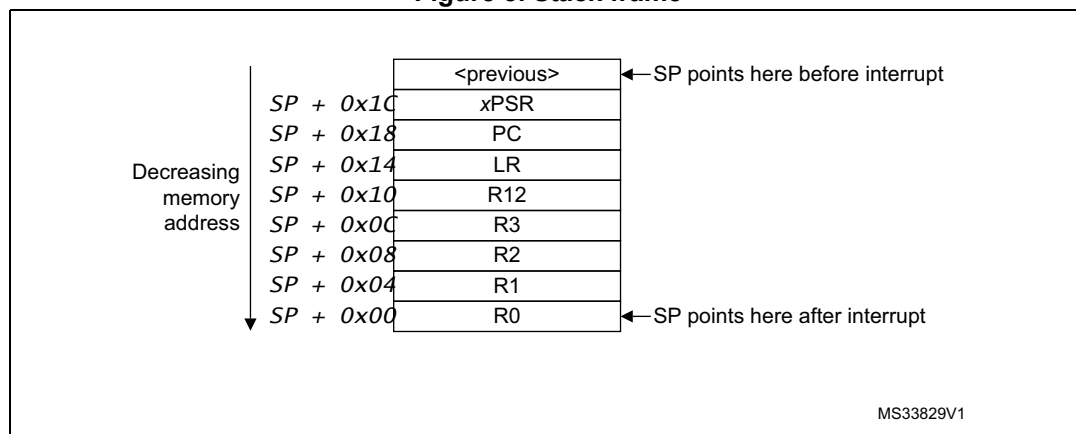 Figure 8. Stack frame
<previous> SP points here before interrupt
SP + 0x1C xPSR
SP + 0x18 PC
SP + 0x14 LR
SP + 0x10 R12
SP + 0x0C R3
SP + 0x08 R2
SP + 0x04 R1
SP + 0x00 R0 SP points here after interrupt
Decreasing
memory
address
MS33829V1